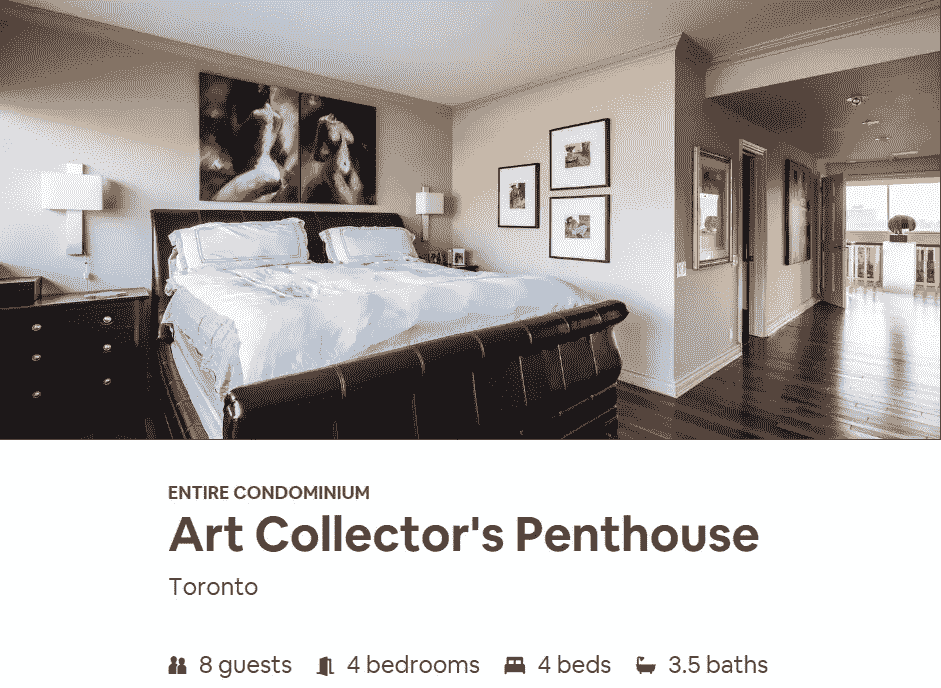 ENTIRE CONDOMINIUM
Art Collector's Penthouse
Toronto
8 guests 4 bedrooms 4 beds 3.5 baths